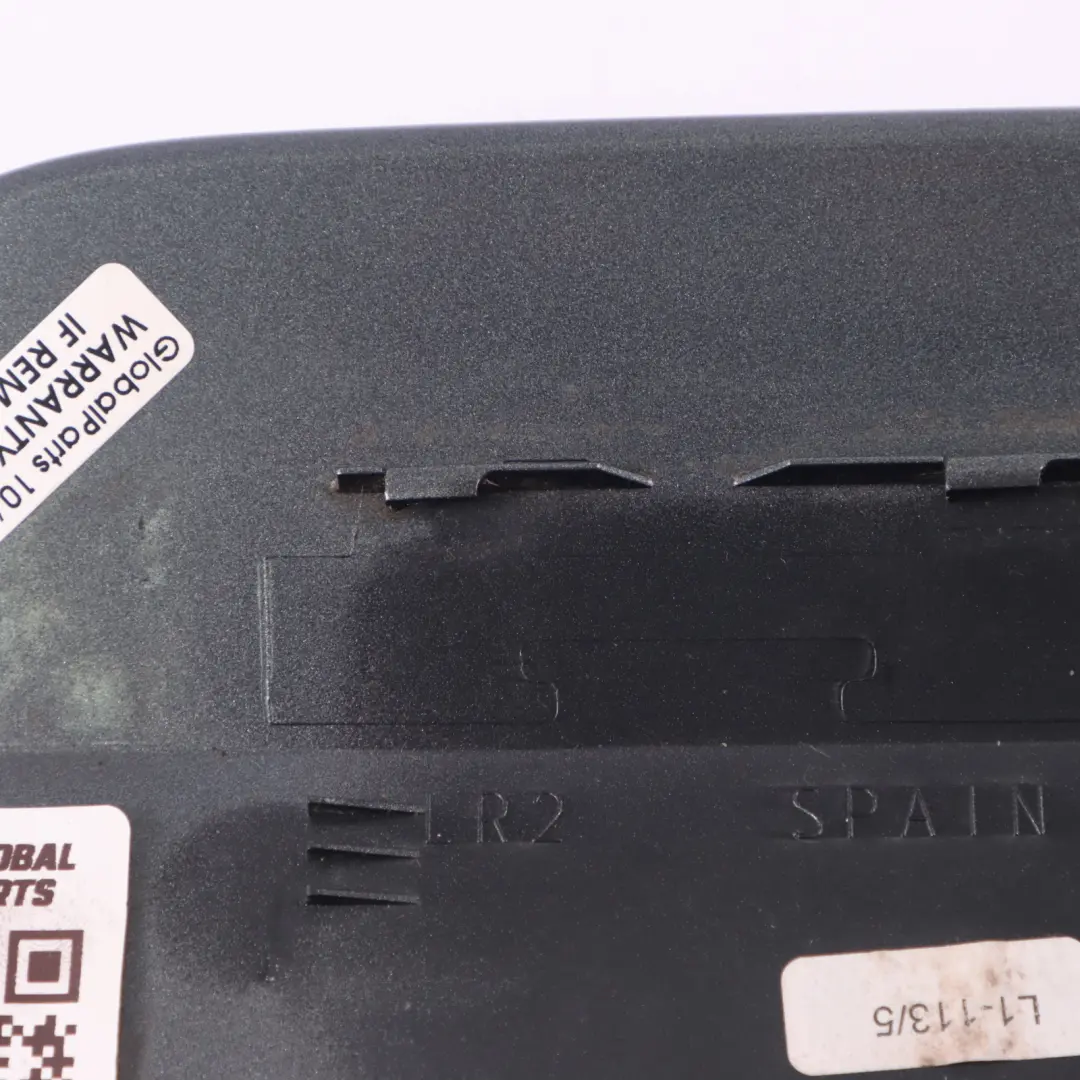 GlobalParts 10
WARRANTY
IF REM
LR2
SPAIN
OBAL
RTS
L1-113/5